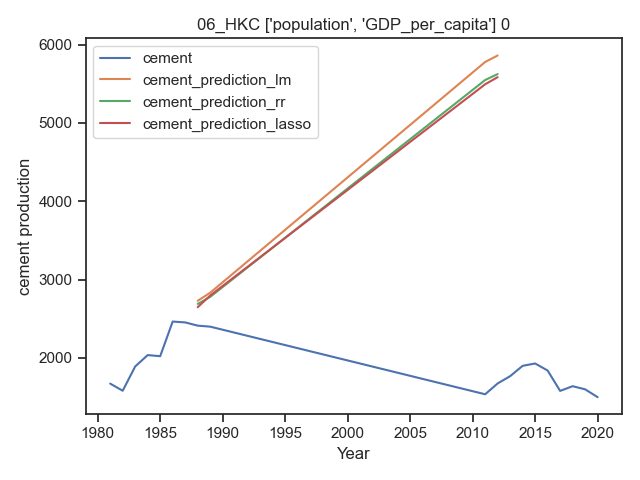 06_HKC ['population', 'GDP_per_capita'] 0
cement
cement_prediction_lm
cement_prediction_rr
cement_prediction_lasso
cement production
6000
5000
4000
3000
2000
1980 1985 1990 1995 2000 2005 2010 2015 2020
Year